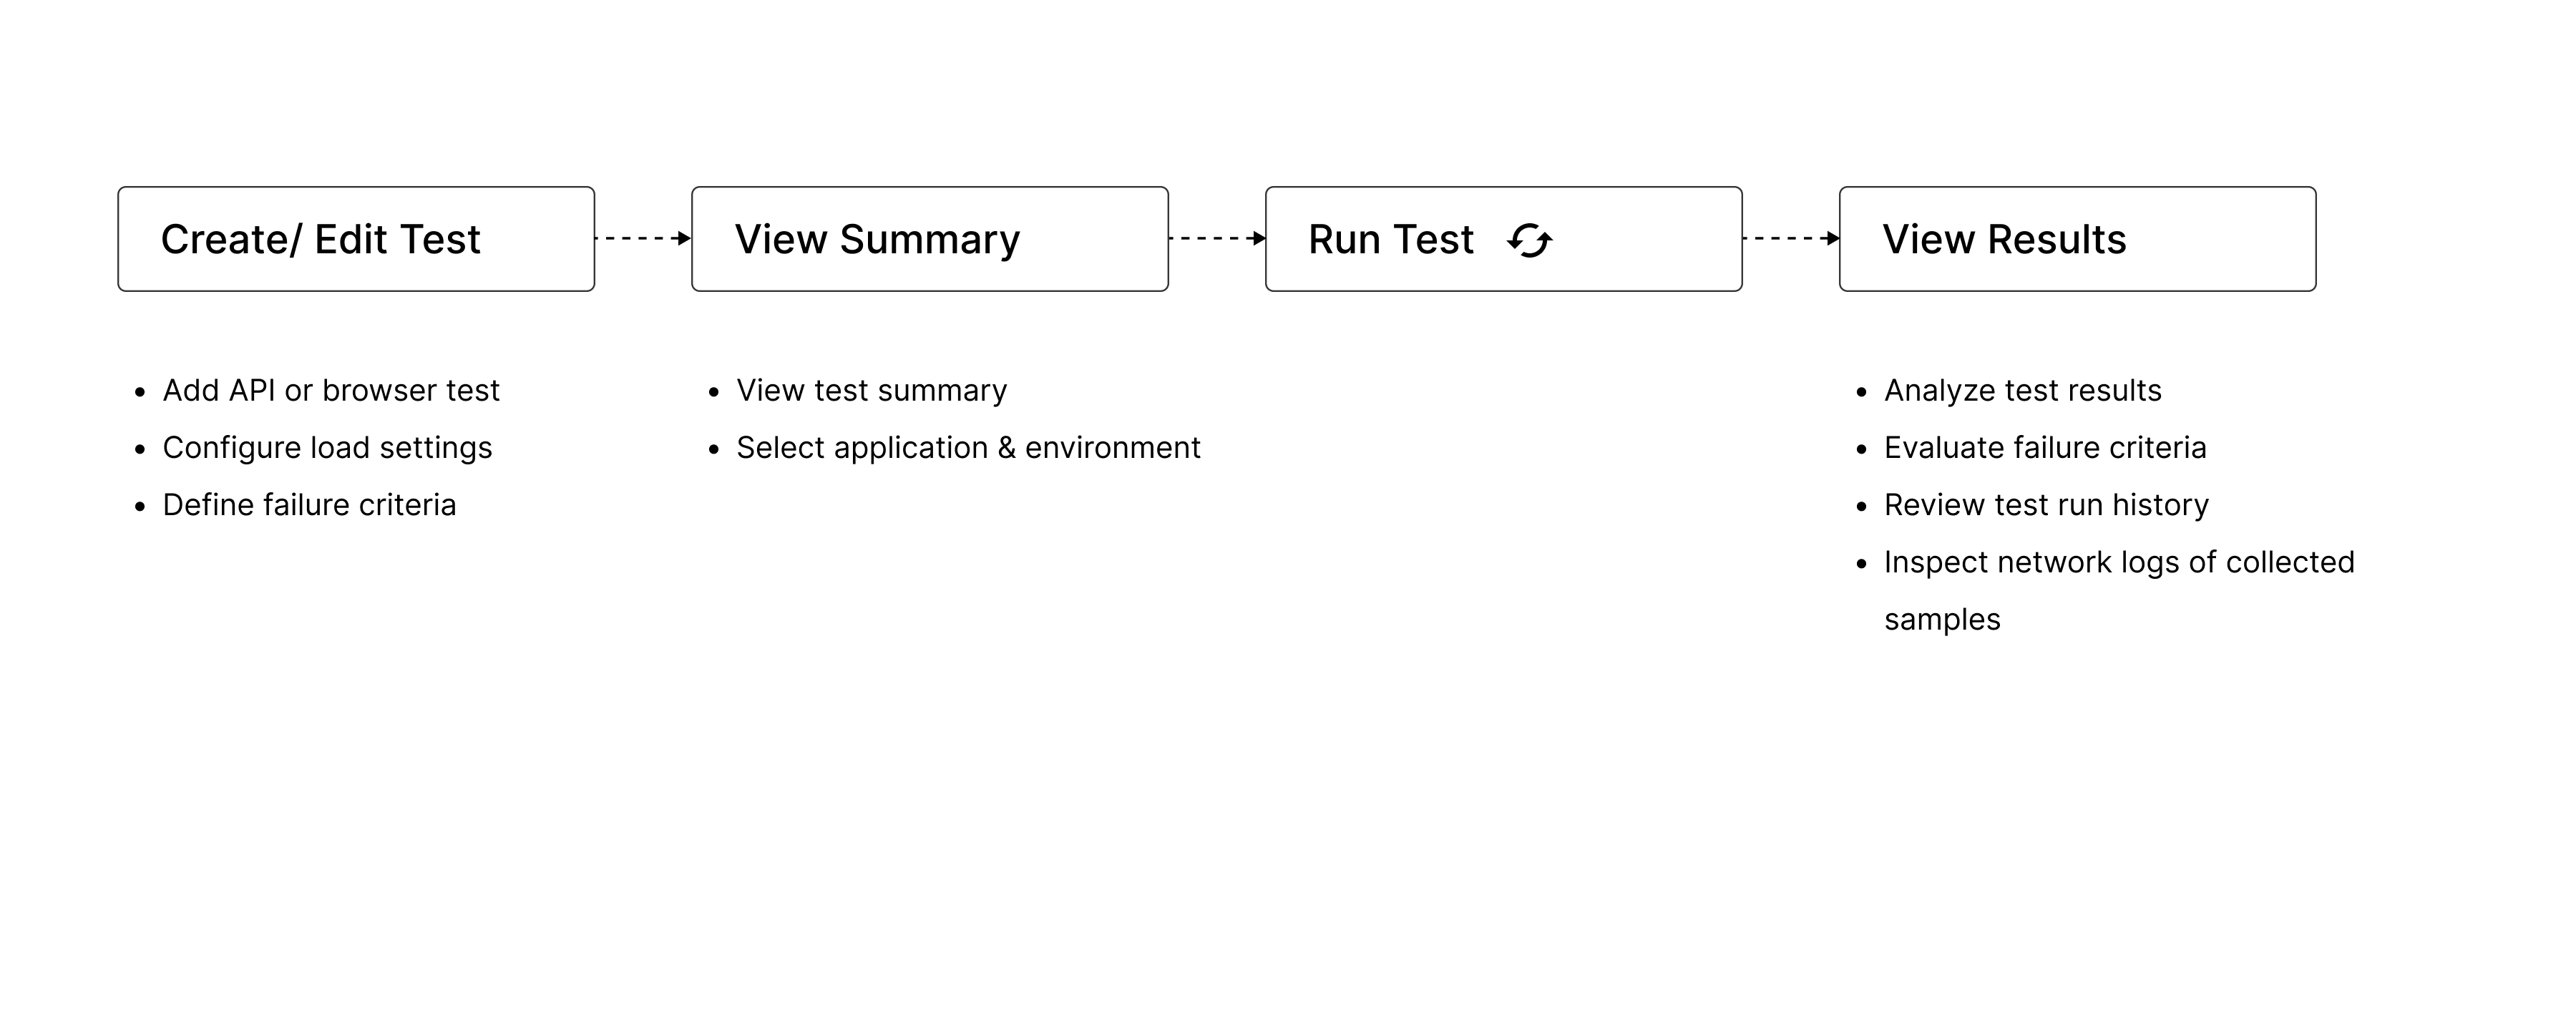 Create/ Edit Test
View Summary
Run Test
View Results
• Add API or browser test
• Configure load settings
• Define failure criteria
• View test summary
• Select application & environment
• Analyze test results
• Evaluate failure criteria
• Review test run history
• Inspect network logs of collected
samples